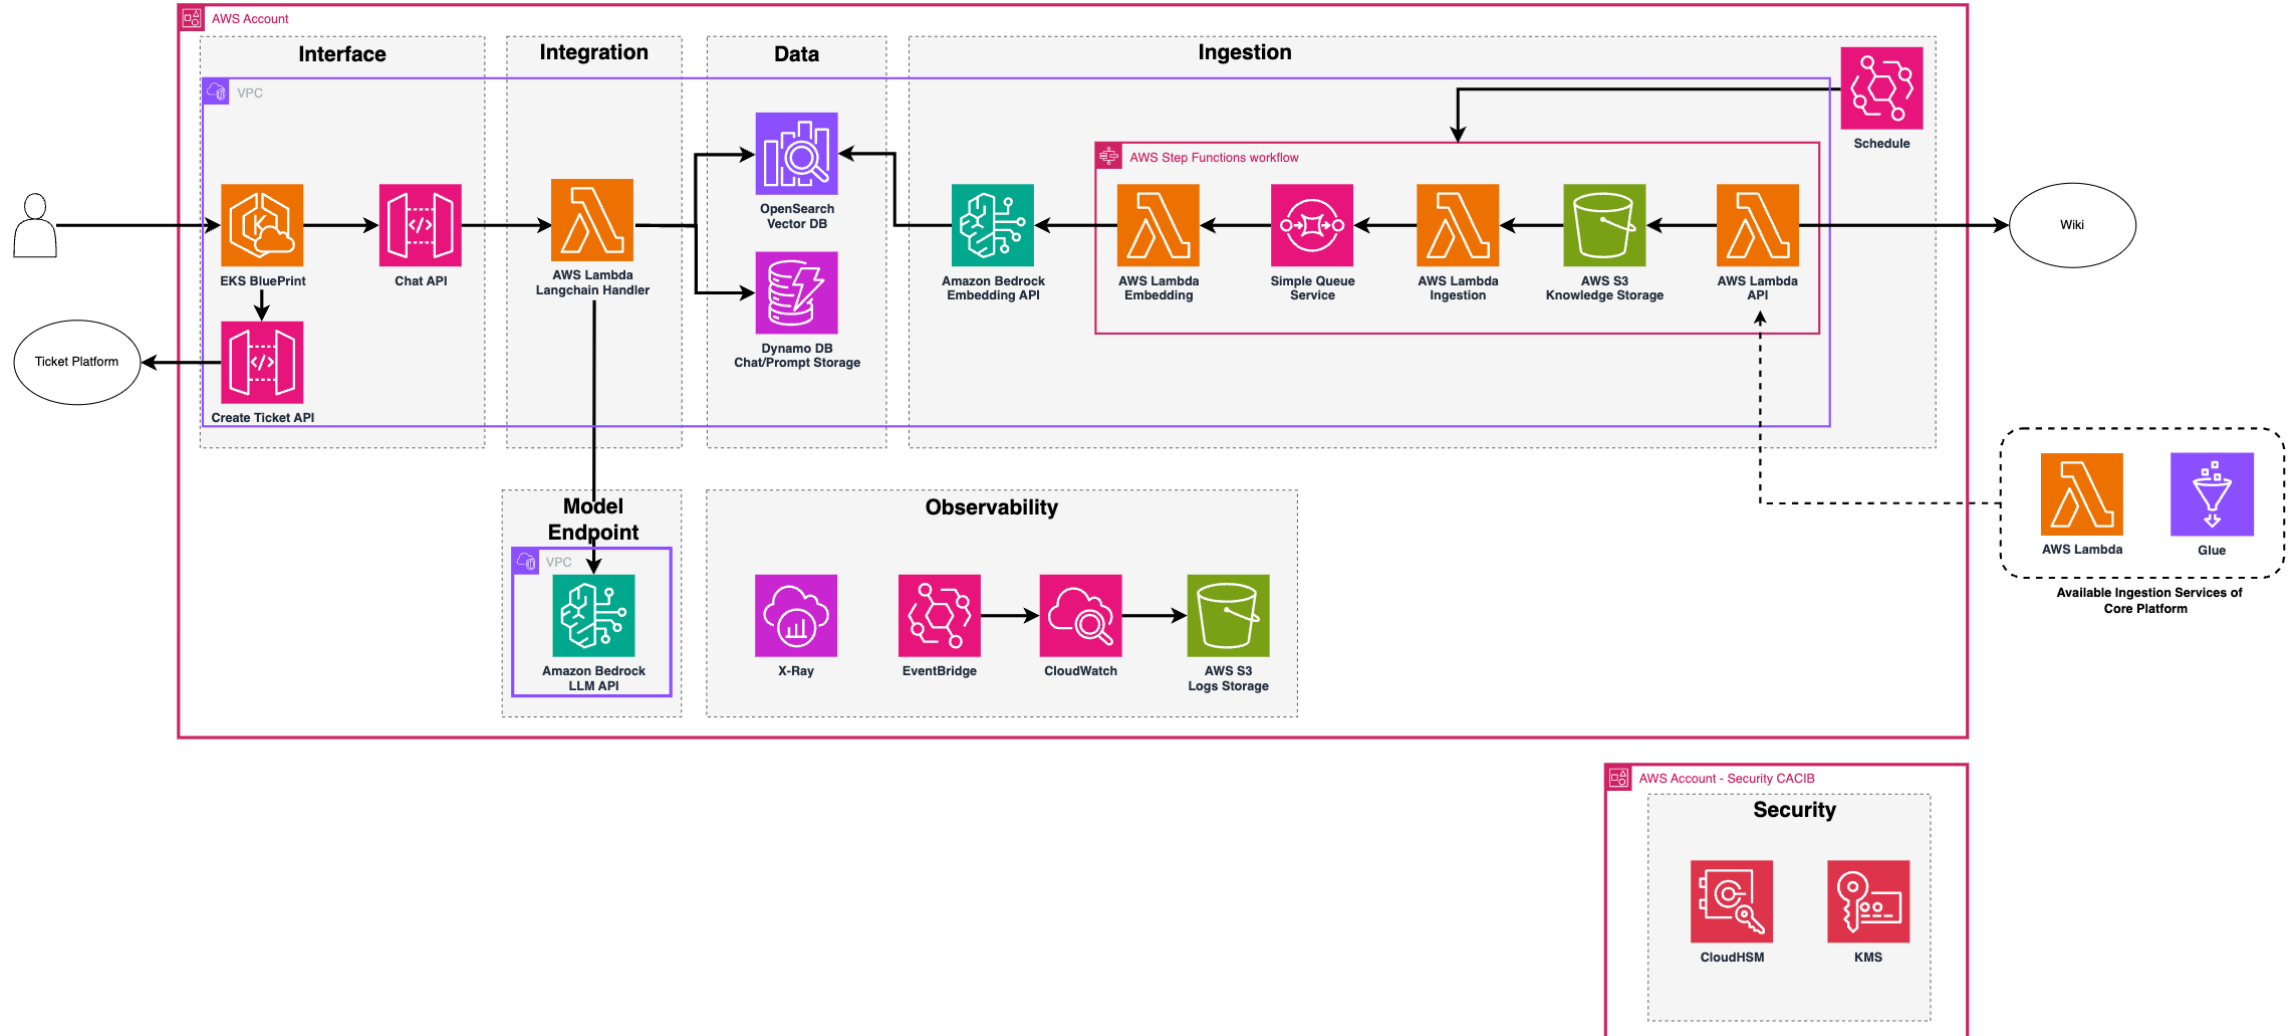 AWS Account
Interface
Integration
Data
Ingestion
VPC
Schedule
AWS Step Functions workflow
EKS BluePrint
Chat API
AWS Lambda
Langchain Handler
OpenSearch
Vector DB
Amazon Bedrock
Embedding API
AWS Lambda
Embedding
Simple Queue
Service
AWS Lambda
Ingestion
AWS S3
Knowledge Storage
AWS Lambda
API
Wiki
Ticket Platform
Create Ticket API
Dynamo DB
Chat/Prompt Storage
Model
Endpoint
VPC
Amazon Bedrock
LLM API
Observability
X-Ray
EventBridge
CloudWatch
AWS S3
Logs Storage
AWS Lambda
Glue
Available Ingestion Services of
Core Platform
AWS Account - Security CACIB
Security
CloudHSM
KMS